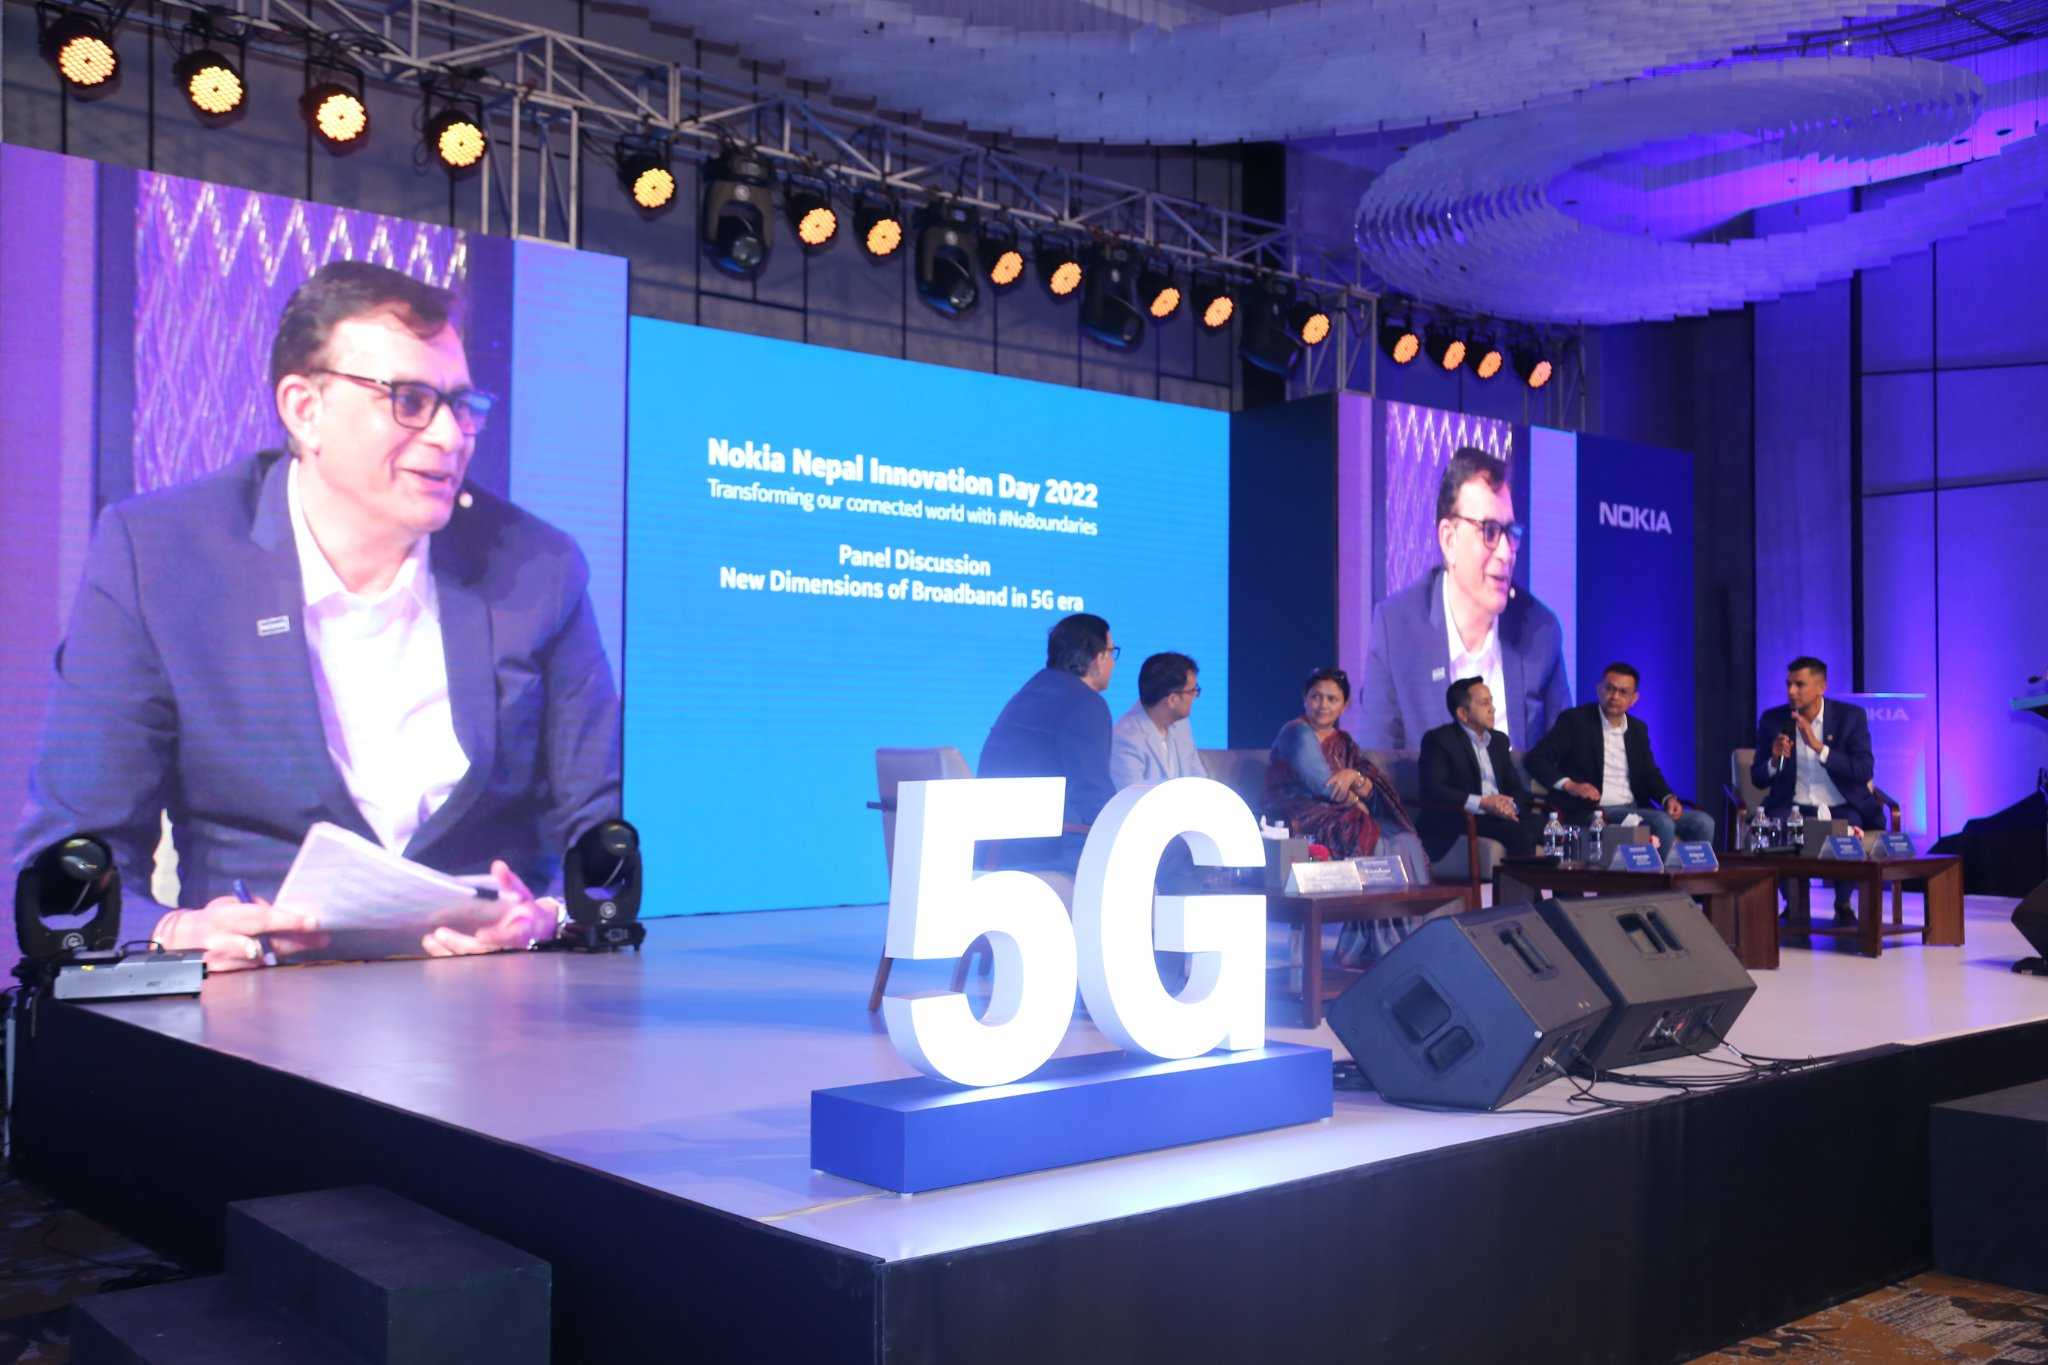 Nokia Nepal Innovation Day 2022
Transforming our connected world with #NoBoundaries
Panel Discussion
New Dimensions of Broadband in 5G era
NOKIA
KIA
5G